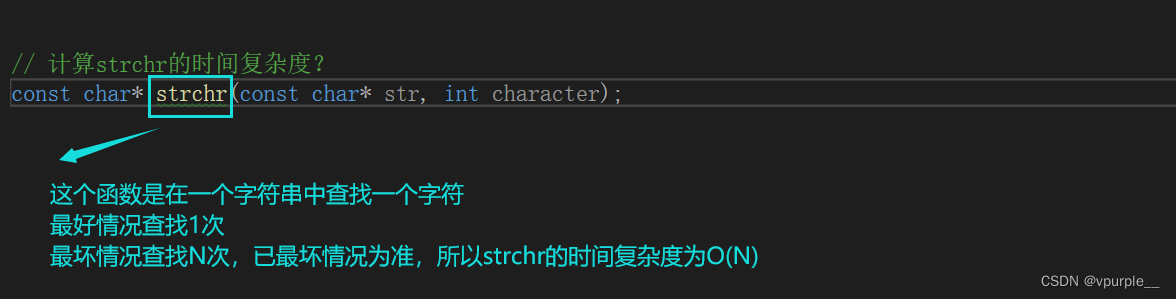 // 计算strchr的时间复杂度？
const char* strchr(const char* str, int character);
这个函数是在一个字符串中查找一个字符
最好情况查找1次
最坏情况查找N次，已最坏情况为准，所以strchr的时间复杂度为O(N)
CSDN @vpurple__